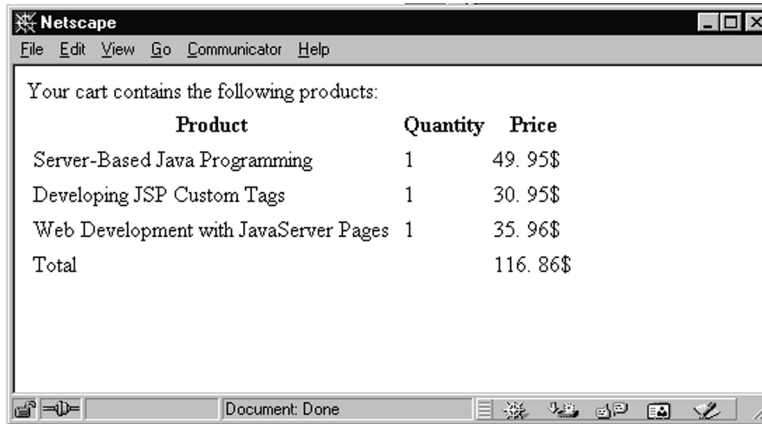 Netscape
File Edit View Go Communicator Help
Your cart contains the following products:
Product Quantity Price
Server-Based Java Programming 1 49. 95$
Developing JSP Custom Tags 1 30. 95$
Web Development with JavaServer Pages 1 35. 96$
Total 116. 86$
Document: Done